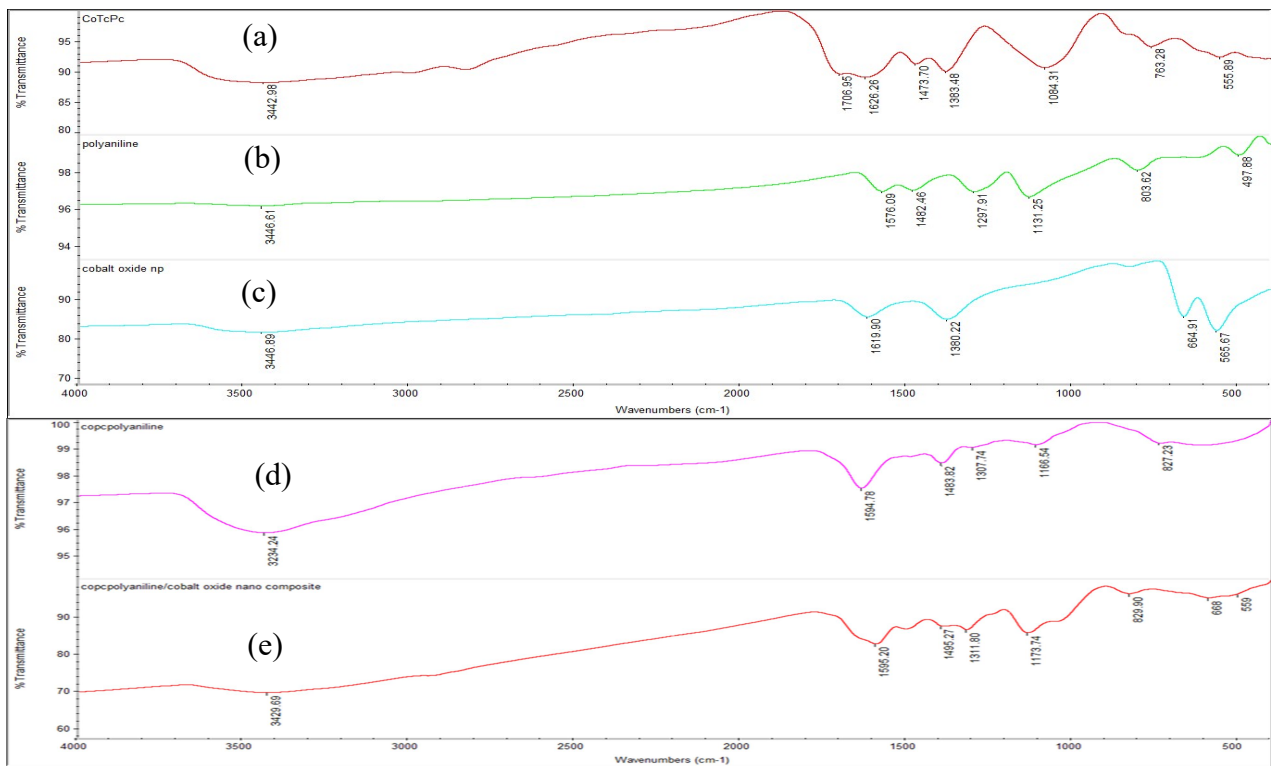 CoTcPc
(a)
%Transmittance
95
90
85
80
3442.98
1706.95
1626.26
1473.70
1383.48
1084.31
763.28
555.89
polyaniline
(b)
%Transmittance
98
96
94
3446.61
1576.09
1482.46
1297.91
1131.25
803.62
497.88
cobalt oxide np
(c)
%Transmittance
90
80
70
3446.89
1619.90
1380.22
664.91
565.67
4000 3500 3000 2500 2000 1500 1000 500
Wavenumbers (cm-1)
copcpolyaniline
(d)
%Transmittance
100
99
98
97
96
95
3234.24
1594.78
1483.82
1307.74
1166.54
827.23
copcpolyaniline/cobalt oxide nano composite
(e)
%Transmittance
90
80
70
60
3429.69
1595.20
1495.27
1311.80
1173.74
829.90
668
559
4000 3500 3000 2500 2000 1500 1000 500
Wavenumbers (cm-1)